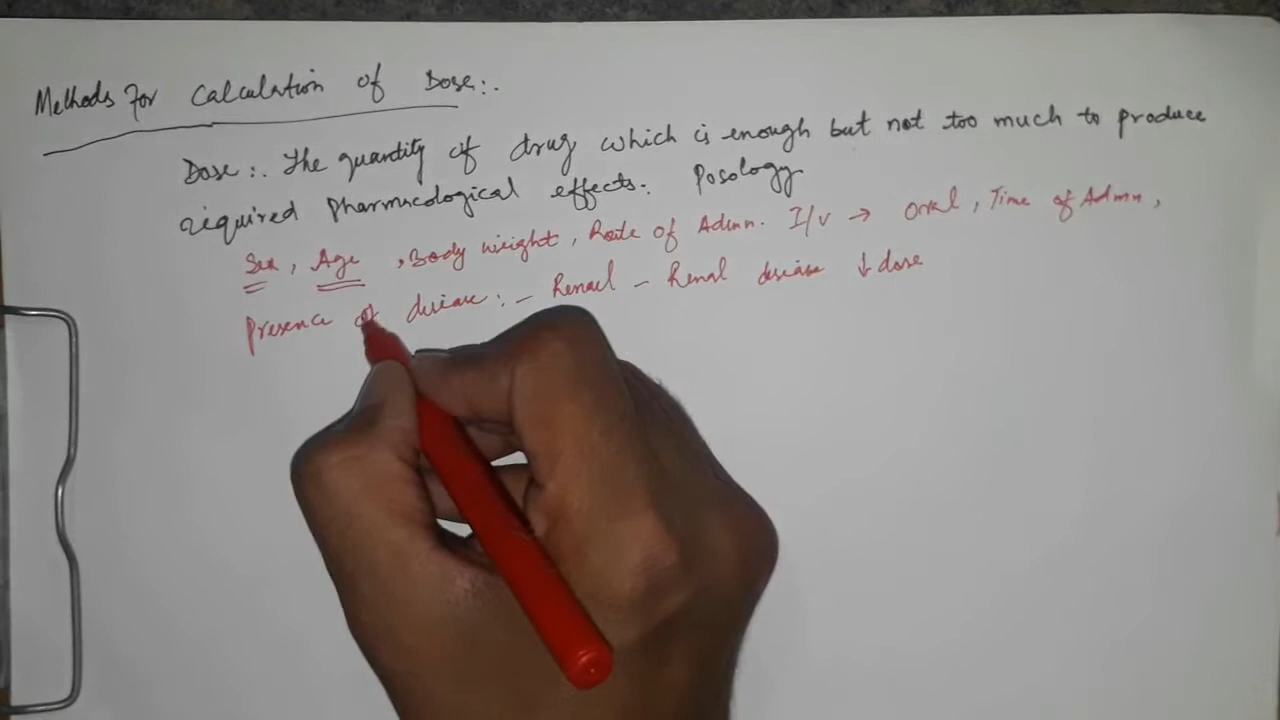 Methods For Calculation of Dose:.
Dose:. The quantity of drug which is enough but not too much to produce
required Pharmacological effects. Posology
Sex, Age, Body weight, Route of Admn. I/V → Oral, Time of Admn,
Presence of disease:- Renael - Renal disease ↓ dose